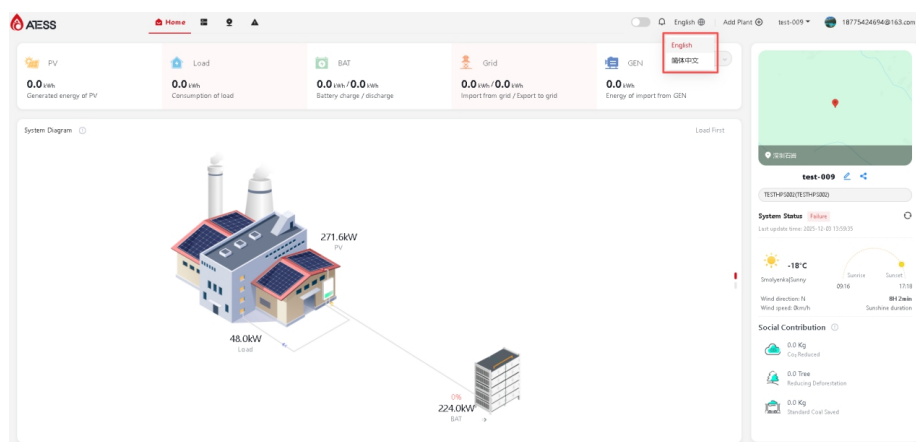 ATESS
Home
English
Add Plant
test-009
18775424694@163.com
English
简体中文
PV
0.0 kWh
Generated energy of PV
Load
0.0 kWh
Consumption of load
BAT
0.0 kWh/0.0 kWh
Battery charge / discharge
Grid
0.0 kWh/0.0 kWh
Import from grid / Export to grid
GEN
0.0 kWh
Energy of import from GEN
System Diagram
Load First
271.6kW
PV
48.0kW
Load
0%
224.0kW
BAT
test-009
TESTHPS002(TESTHPS002)
System Status Failure
Last update time: 2025-12-03 13:59:35
-18°C
Smolyenka|Sunny
Sunrise Sunset
09:16 17:18
Wind direction: N 8H 2min
Wind speed: 0km/h Sunshine duration
Social Contribution
0.0 Kg
Co₂ Reduced
0.0 Tree
Reducing Deforestation
0.0 Kg
Standard Coal Saved